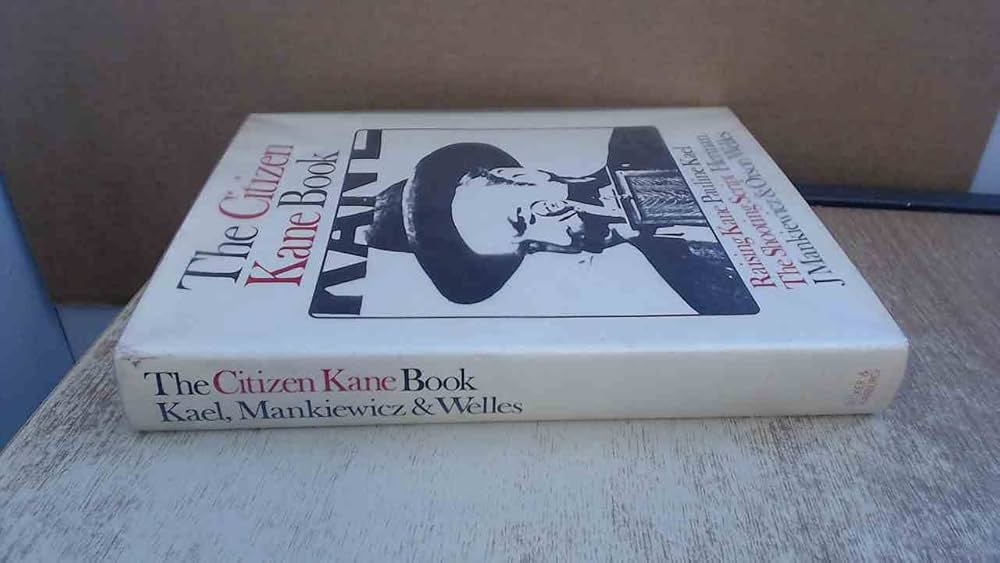 The Citizen
Kane Book
KANE
Raising Kane Pauline Kael
The Shooting Script Herman
J Mankiewicz & Orson Welles
The Citizen Kane Book
Kael, Mankiewicz & Welles